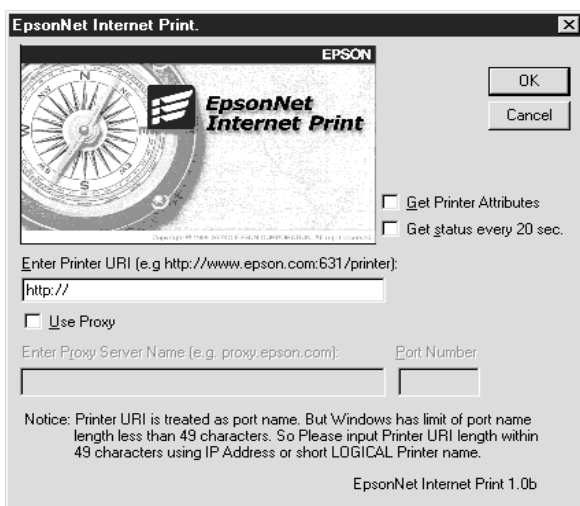 EpsonNet Internet Print.
EPSON
N
W
E
S
EpsonNet
Internet Print
OK
Cancel
Get Printer Attributes
Get status every 20 sec.
Enter Printer URI (e.g http://www.epson.com:631/printer):
http://
Use Proxy
Enter Proxy Server Name (e.g. proxy.epson.com):
Port Number
Notice: Printer URI is treated as port name. But Windows has limit of port name
length less than 49 characters. So Please input Printer URI length within
49 characters using IP Address or short LOGICAL Printer name.
EpsonNet Internet Print 1.0b